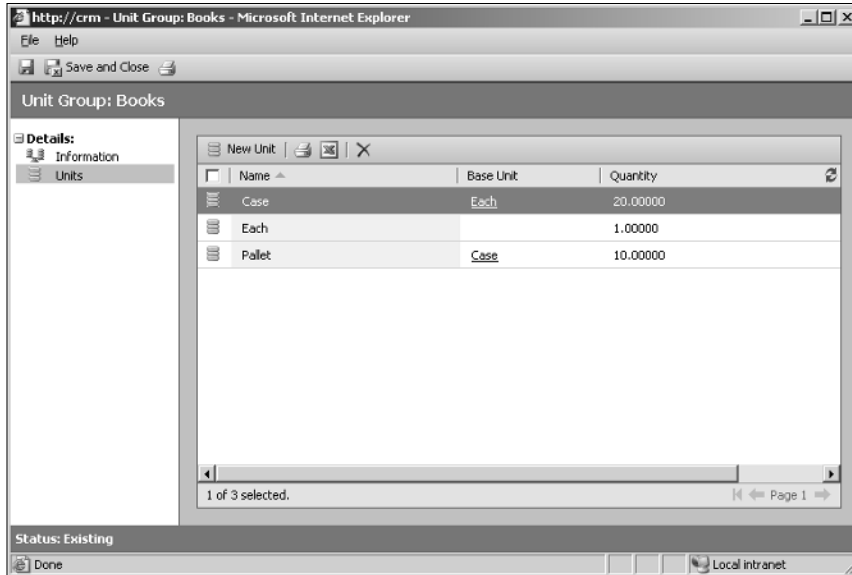 http://crm - Unit Group: Books - Microsoft Internet Explorer
File Help
Save and Close
Unit Group: Books
Details:
Information
Units
New Unit
Name Base Unit Quantity
Case Each 20.00000
Each 1.00000
Pallet Case 10.00000
1 of 3 selected. Page 1
Status: Existing
Done Local intranet